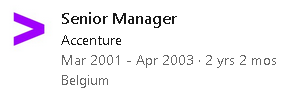 Senior Manager
Accenture
Mar 2001 - Apr 2003 · 2 yrs 2 mos
Belgium